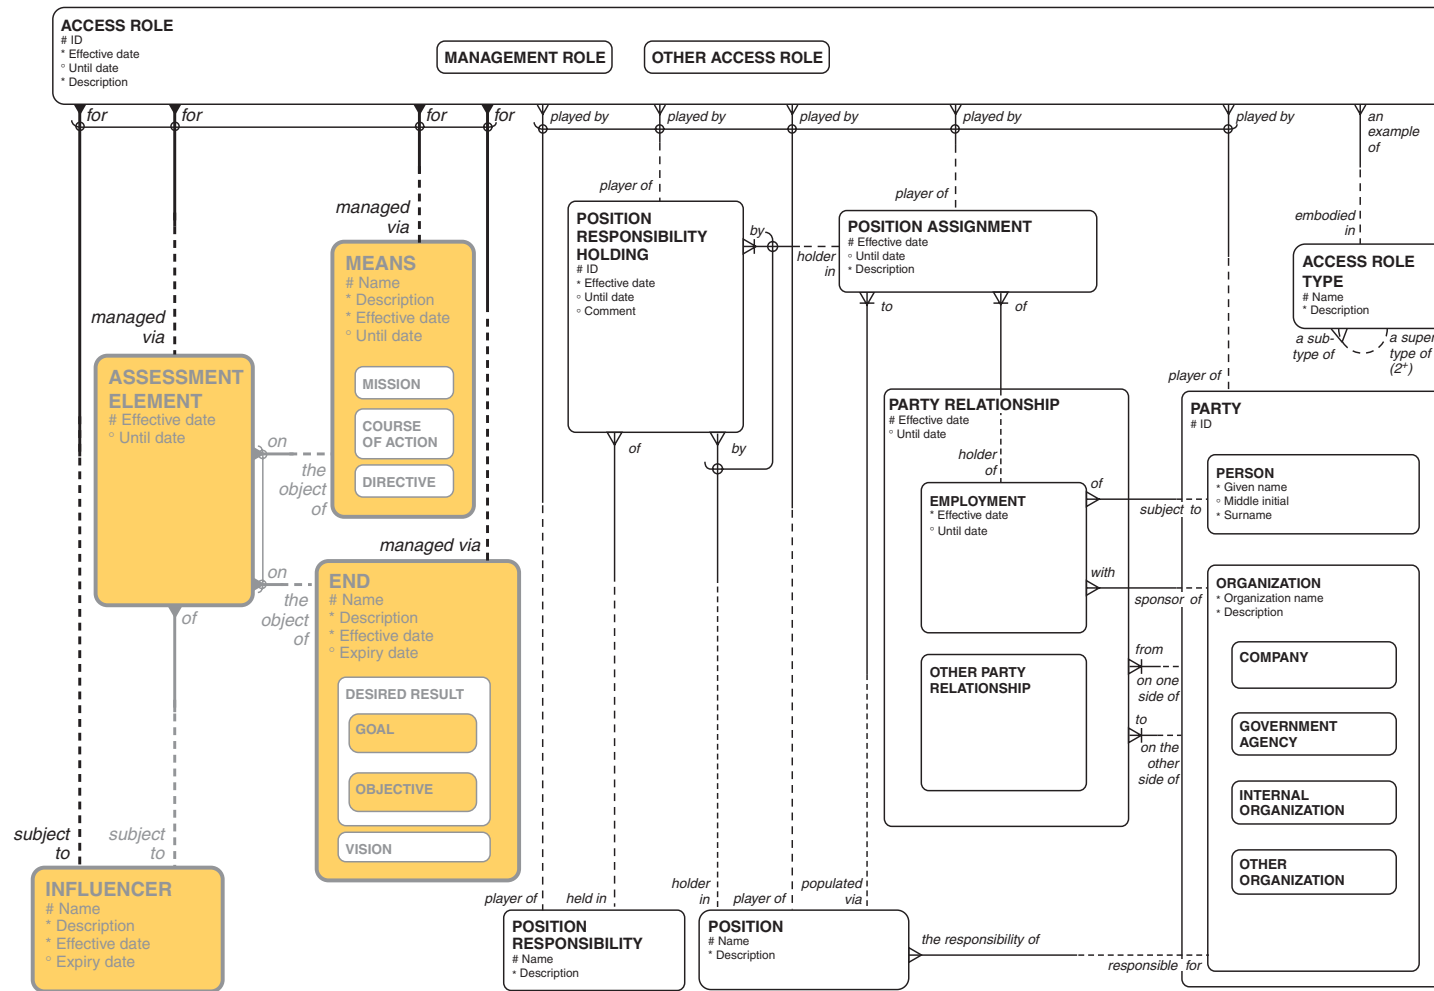 ACCESS ROLE
# ID
* Effective date
° Until date
* Description
MANAGEMENT ROLE
OTHER ACCESS ROLE
for
for
for
for
played by
played by
played by
played by
played by
an
example
of
managed
via
player of
player of
embodied
in
POSITION
RESPONSIBILITY
HOLDING
# ID
* Effective date
° Until date
° Comment
by
holder
in
POSITION ASSIGNMENT
# Effective date
° Until date
* Description
to
of
ACCESS ROLE
TYPE
# Name
* Description
a sub-
type of
a super
type of
(2+)
MEANS
# Name
* Description
* Effective date
° Until date
MISSION
COURSE
OF ACTION
DIRECTIVE
managed
via
ASSESSMENT
ELEMENT
# Effective date
° Until date
on
the
object
of
on
the
object
of
of
of
by
player of
PARTY RELATIONSHIP
# Effective date
° Until date
holder
of
EMPLOYMENT
* Effective date
° Until date
OTHER PARTY
RELATIONSHIP
of
subject to
with
sponsor of
from
on one
side of
to
on the
other
side of
PARTY
# ID
PERSON
* Given name
° Middle initial
* Surname
ORGANIZATION
* Organization name
* Description
COMPANY
GOVERNMENT
AGENCY
INTERNAL
ORGANIZATION
OTHER
ORGANIZATION
managed via
END
# Name
* Description
* Effective date
° Expiry date
DESIRED RESULT
GOAL
OBJECTIVE
VISION
subject
to
subject
to
INFLUENCER
# Name
* Description
* Effective date
° Expiry date
player of
held in
holder
in
player of
populated
via
POSITION
RESPONSIBILITY
# Name
* Description
POSITION
# Name
* Description
the responsibility of
responsible for